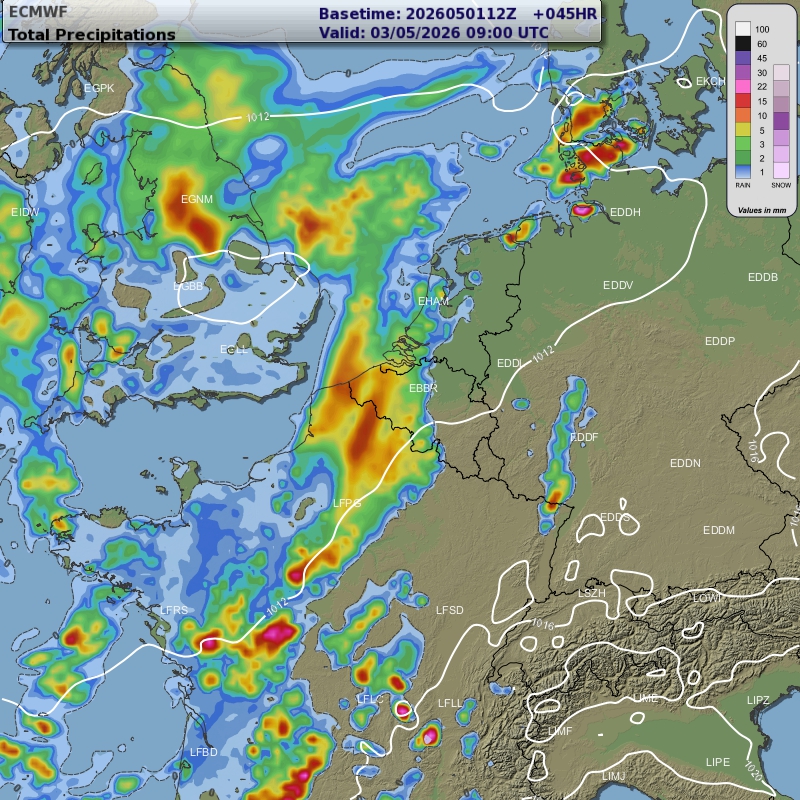 ECMWF
Basetime: 2026050112Z +045HR
Total Precipitations
Valid: 03/05/2026 09:00 UTC
100
60
45
30
22
15
10
5
3
2
1
RAIN
SNOW
Values in mm
EGPK
EKCH
1012
EIDW
EGNM
EDDH
EGBB
EHAM
EDDV
EDDB
EGLL
EDDP
EDDL
1012
EBBR
EDDF
1016
EDDN
LFPG
EDDS
EDDM
1012
LSZH
LOWI
LFRS
LFSD
1016
LFLC
LFLL
LIME
LIPZ
LIMF
LFBD
LIPE
LIMJ
1020